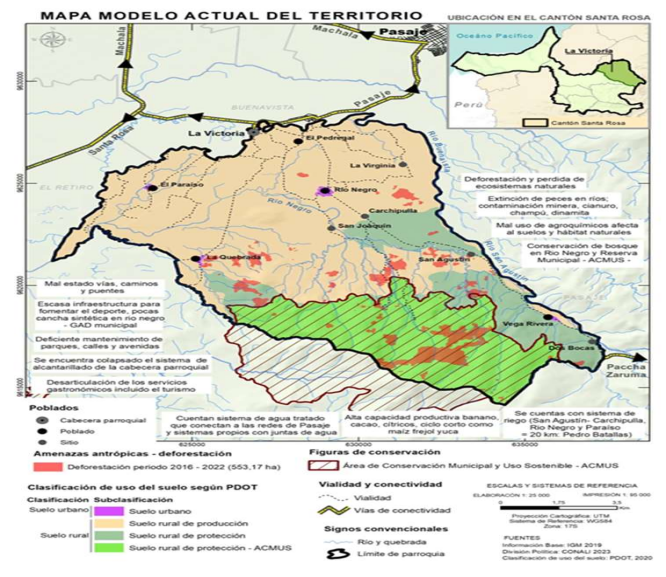 MAPA MODELO ACTUAL DEL TERRITORIO
UBICACIÓN EN EL CANTÓN SANTA ROSA
Océano Pacífico
La Victoria
Perú
Cantón Santa Rosa
Machala
Machala
Pasaje
Pasaje
Santa Rosa
BUENAVISTA
EL RETIRO
La Victoria
El Pedregal
La Virginia
El Paraíso
Río Negro
Río Negro
Carchipulla
San Joaquin
La Quebrada
San Agustín
Río San Agustín
Vega Rivera
Dos Bocas
Paccha
Zaruma
9630000
9625000
9620000
9615000
625000
630000
635000
Deforestación y perdida de
ecosistemas naturales
Extinción de peces en ríos;
contaminación minera, cianuro,
champú, dinamita
Mal uso de agroquímicos afecta
al suelos y hábitat naturales
Conservación de bosque
en Río Negro y Reserva
Municipal - ACMUS -
Mal estado vías, caminos
y puentes
Escasa infraestructura para
fomentar el deporte, pocas
cancha sintética en río negro
- GAD municipal
Deficiente mantenimiento de
parques, calles y avenidas
Se encuentra colapsado el sistema de
alcantarillado de la cabecera parroquial
Desarticulación de los servicios
gastronómicos incluido el turismo
Cuentan sistema de agua tratado
que conectan a las redes de Pasaje
y sistemas propios con juntas de agua
Alta capacidad productiva banano,
cacao, cítricos, ciclo corto como
maíz frejol yuca
Se cuentan con sistema de
riego (San Agustín- Carchipulla,
Río Negro y Paraíso
= 20 km: Pedro Batallas)
Poblados
Cabecera parroquial
Poblado
Sitio
Amenazas antrópicas - deforestación
Deforestación periodo 2016 - 2022 (553,17 ha)
Clasificación de uso del suelo según PDOT
Clasificación Subclasificación
Suelo urbano Suelo urbano
Suelo rural de producción
Suelo rural Suelo rural de protección
Suelo rural de protección - ACMUS
Figuras de conservación
Área de Conservación Municipal y Uso Sostenible - ACMUS
Vialidad y conectividad
Vialidad
Vías de conectividad
Signos convencionales
Río y quebrada
Límite de parroquia
ESCALAS Y SISTEMAS DE REFERENCIA
ELABORACIÓN 1: 25 000 IMPRESIÓN 1: 95 000
0 1,75 3,5
Km
Proyección Cartográfica: UTM
Sistema de Referencia: WGS84
Zona: 17S
FUENTES
Información Base: IGM 2019
División Política: CONALI 2023
Clasificación de uso del suelo: PDOT, 2020